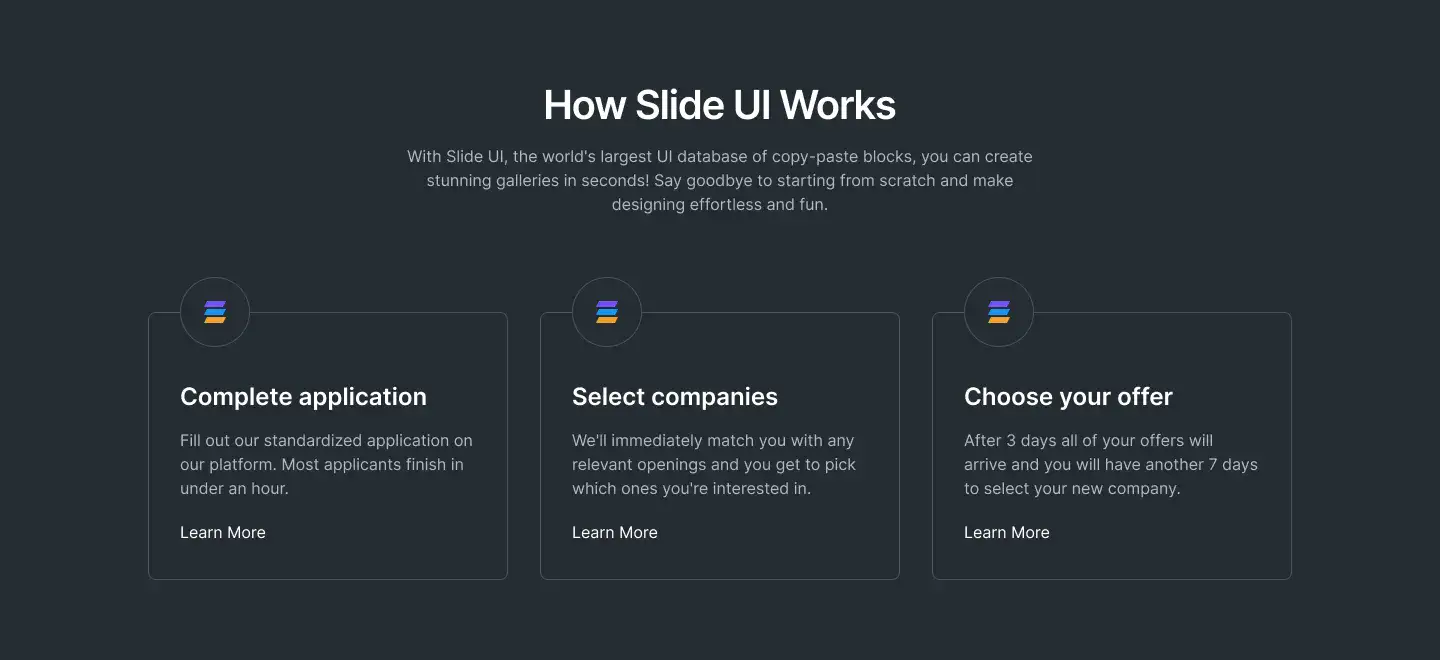 How Slide UI Works
With Slide UI, the world's largest UI database of copy-paste blocks, you can create
stunning galleries in seconds! Say goodbye to starting from scratch and make
designing effortless and fun.
Complete application
Fill out our standardized application on
our platform. Most applicants finish in
under an hour.
Learn More
Select companies
We'll immediately match you with any
relevant openings and you get to pick
which ones you're interested in.
Learn More
Choose your offer
After 3 days all of your offers will
arrive and you will have another 7 days
to select your new company.
Learn More